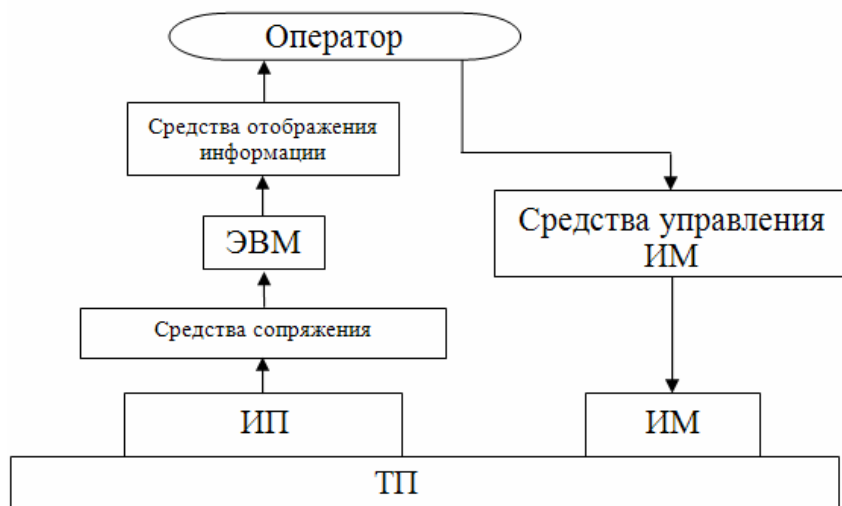 Оператор
Средства отображения
информации
ЭВМ
Средства управления
ИМ
Средства сопряжения
ИП
ИМ
ТП